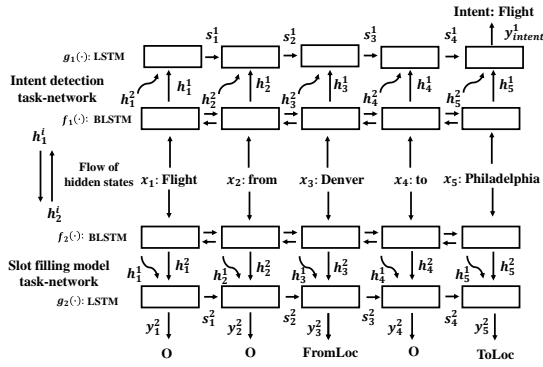 Intent: Flight
s₁¹ s₂¹ s₃¹ s₄¹ y¹ᵢₙₜₑₙₜ
g₁(·): LSTM
Intent detection
task-network
h₁² h₁¹ h₂² h₂¹ h₃² h₃¹ h₄² h₄¹ h₅² h₅¹
f₁(·): BLSTM
h₁ⁱ
Flow of
hidden states
x₁: Flight x₂: from x₃: Denver x₄: to x₅: Philadelphia
h₂ⁱ
f₂(·): BLSTM
Slot filling model
task-network
h₁¹ h₁² h₂¹ h₂² h₃¹ h₃² h₄¹ h₄² h₅¹ h₅²
g₂(·): LSTM
y₁² s₁² y₂² s₂² y₃² s₃² y₄² s₄² y₅²
O O FromLoc O ToLoc